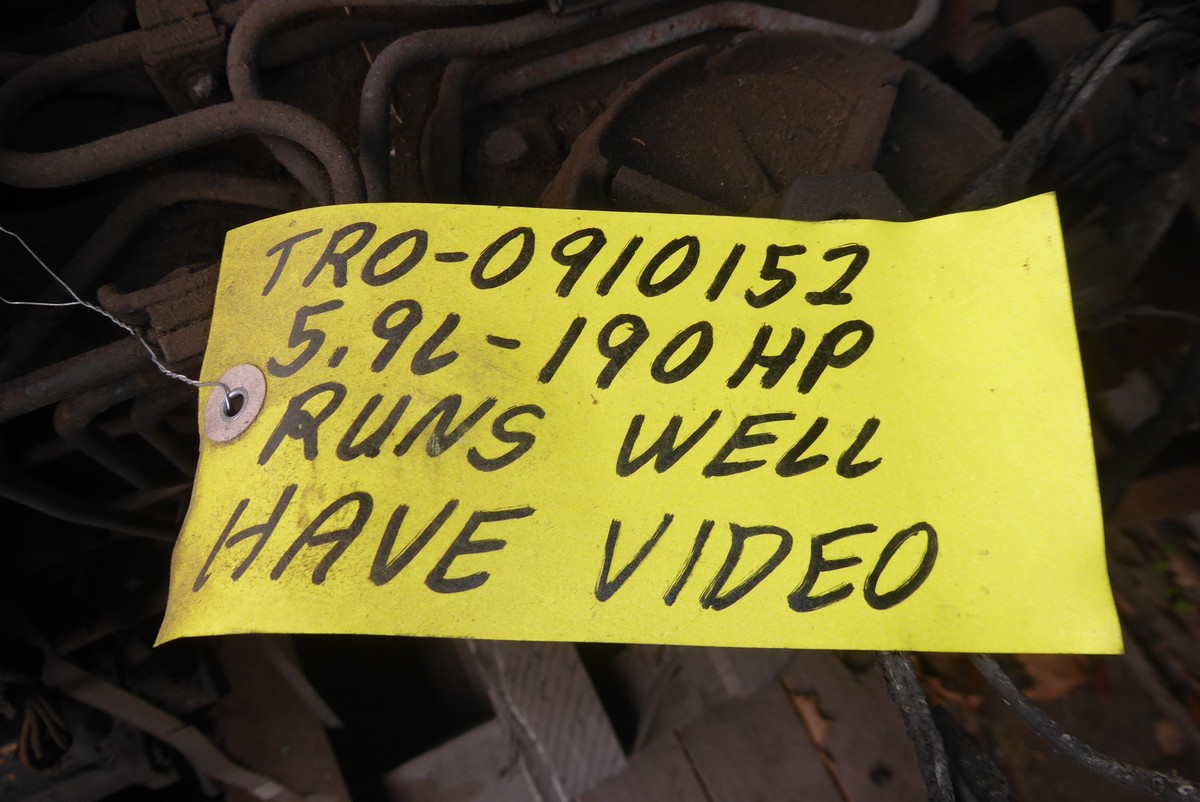 TRO-0910152
5.9L-190HP
RUNS WELL
HAVE VIDEO